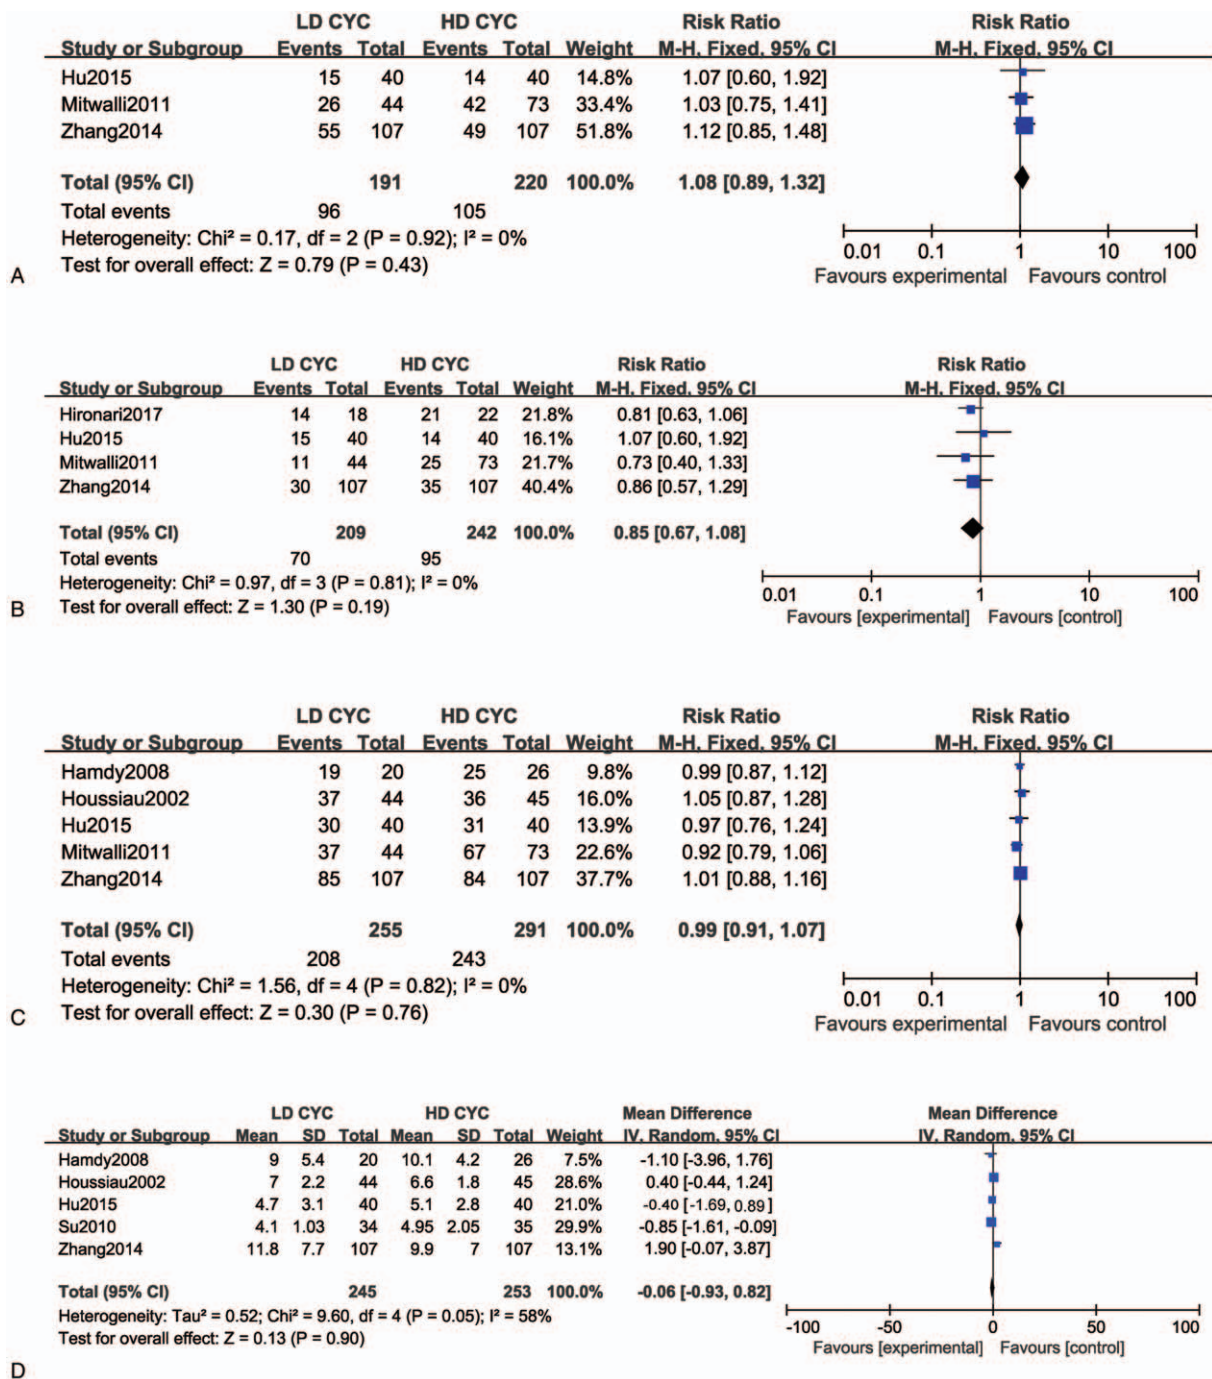 LD CYC HD CYC Risk Ratio Risk Ratio
Study or Subgroup Events Total Events Total Weight M-H, Fixed, 95% CI M-H, Fixed, 95% CI
Hu2015 15 40 14 40 14.8% 1.07 [0.60, 1.92]
Mitwalli2011 26 44 42 73 33.4% 1.03 [0.75, 1.41]
Zhang2014 55 107 49 107 51.8% 1.12 [0.85, 1.48]
Total (95% CI) 191 220 100.0% 1.08 [0.89, 1.32]
Total events 96 105
Heterogeneity: Chi² = 0.17, df = 2 (P = 0.92); I² = 0%
Test for overall effect: Z = 0.79 (P = 0.43)
0.01 0.1 1 10 100
Favours experimental Favours control
A
LD CYC HD CYC Risk Ratio Risk Ratio
Study or Subgroup Events Total Events Total Weight M-H, Fixed, 95% CI M-H, Fixed, 95% CI
Hironari2017 14 18 21 22 21.8% 0.81 [0.63, 1.06]
Hu2015 15 40 14 40 16.1% 1.07 [0.60, 1.92]
Mitwalli2011 11 44 25 73 21.7% 0.73 [0.40, 1.33]
Zhang2014 30 107 35 107 40.4% 0.86 [0.57, 1.29]
Total (95% CI) 209 242 100.0% 0.85 [0.67, 1.08]
Total events 70 95
Heterogeneity: Chi² = 0.97, df = 3 (P = 0.81); I² = 0%
Test for overall effect: Z = 1.30 (P = 0.19)
0.01 0.1 1 10 100
Favours [experimental] Favours [control]
B
LD CYC HD CYC Risk Ratio Risk Ratio
Study or Subgroup Events Total Events Total Weight M-H, Fixed, 95% CI M-H, Fixed, 95% CI
Hamdy2008 19 20 25 26 9.8% 0.99 [0.87, 1.12]
Houssiau2002 37 44 36 45 16.0% 1.05 [0.87, 1.28]
Hu2015 30 40 31 40 13.9% 0.97 [0.76, 1.24]
Mitwalli2011 37 44 67 73 22.6% 0.92 [0.79, 1.06]
Zhang2014 85 107 84 107 37.7% 1.01 [0.88, 1.16]
Total (95% CI) 255 291 100.0% 0.99 [0.91, 1.07]
Total events 208 243
Heterogeneity: Chi² = 1.56, df = 4 (P = 0.82); I² = 0%
Test for overall effect: Z = 0.30 (P = 0.76)
0.01 0.1 1 10 100
Favours experimental Favours control
C
LD CYC HD CYC Mean Difference Mean Difference
Study or Subgroup Mean SD Total Mean SD Total Weight IV, Random, 95% CI IV, Random, 95% CI
Hamdy2008 9 5.4 20 10.1 4.2 26 7.5% -1.10 [-3.96, 1.76]
Houssiau2002 7 2.2 44 6.6 1.8 45 28.6% 0.40 [-0.44, 1.24]
Hu2015 4.7 3.1 40 5.1 2.8 40 21.0% -0.40 [-1.69, 0.89]
Su2010 4.1 1.03 34 4.95 2.05 35 29.9% -0.85 [-1.61, -0.09]
Zhang2014 11.8 7.7 107 9.9 7 107 13.1% 1.90 [-0.07, 3.87]
Total (95% CI) 245 253 100.0% -0.06 [-0.93, 0.82]
Heterogeneity: Tau² = 0.52; Chi² = 9.60, df = 4 (P = 0.05); I² = 58%
Test for overall effect: Z = 0.13 (P = 0.90)
-100 -50 0 50 100
Favours [experimental] Favours [control]
D